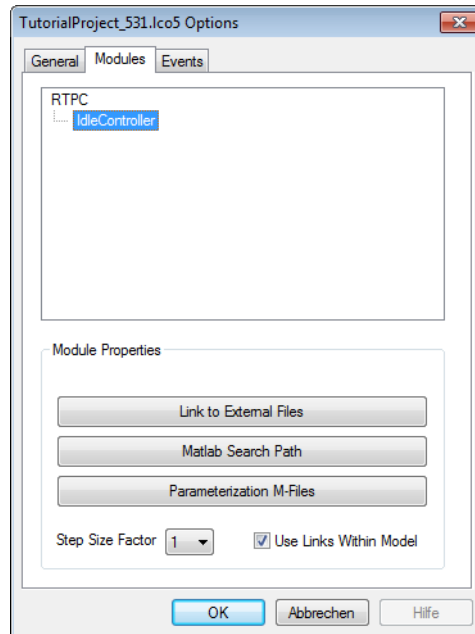 TutorialProject_531.lco5 Options
General Modules Events
RTPC
IdleController
Module Properties
Link to External Files
Matlab Search Path
Parameterization M-Files
Step Size Factor 1 Use Links Within Model
OK Abbrechen Hilfe